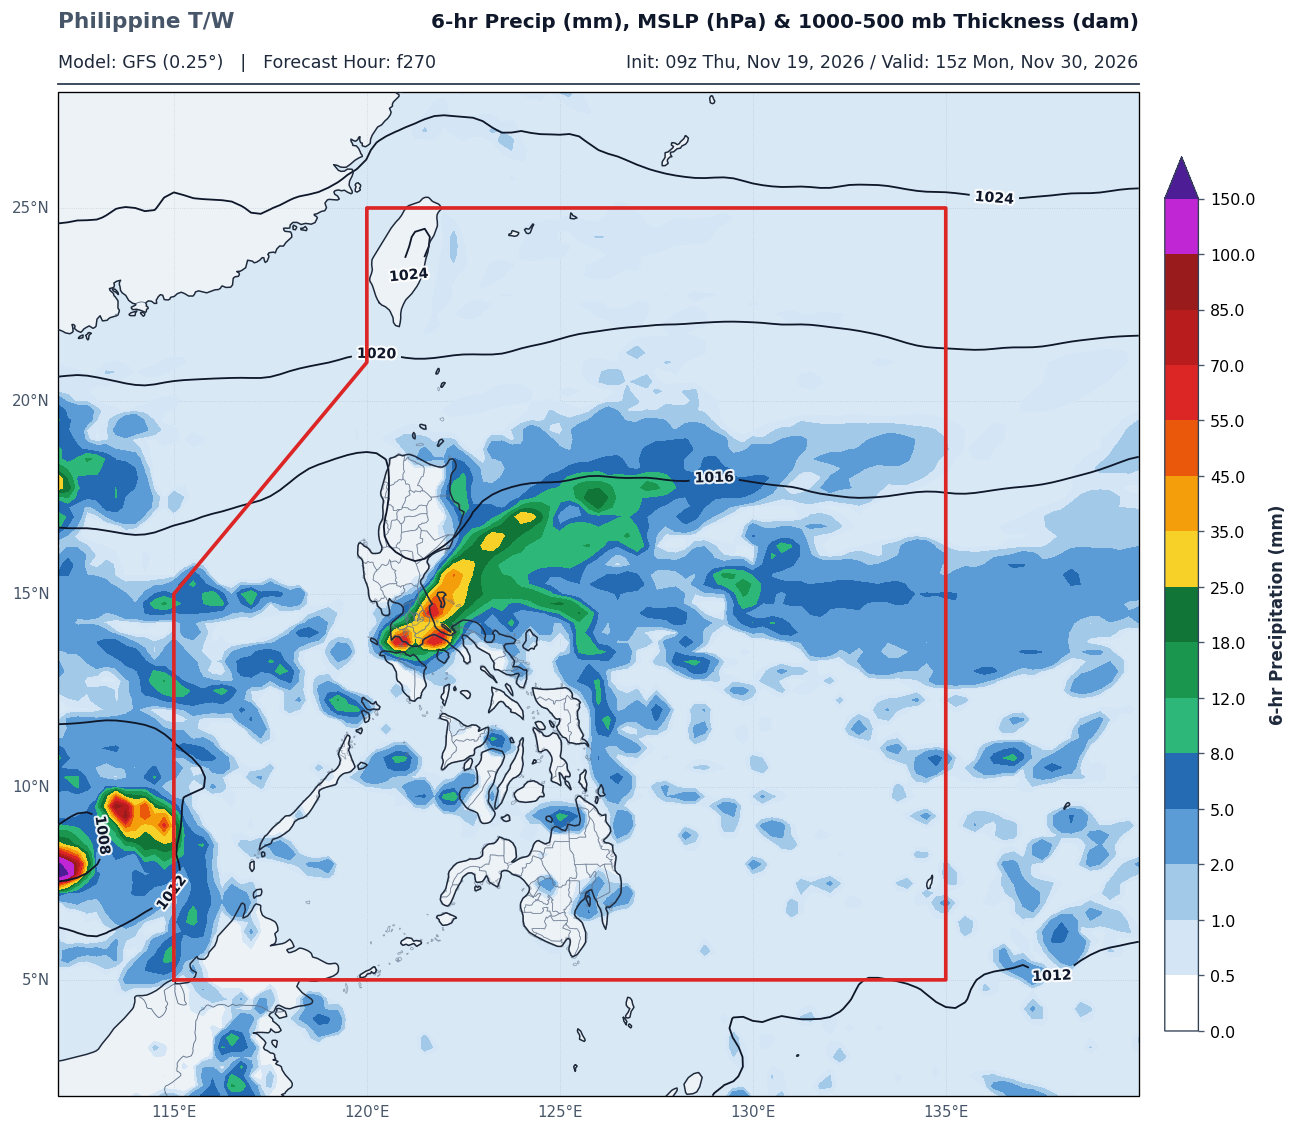 Philippine T/W
6-hr Precip (mm), MSLP (hPa) & 1000-500 mb Thickness (dam)
Model: GFS (0.25°) | Forecast Hour: f270
Init: 09z Thu, Nov 19, 2026 / Valid: 15z Mon, Nov 30, 2026
1024
25°N
1024
1020
20°N
1016
15°N
10°N
1008
1012
1012
5°N
115°E
120°E
125°E
130°E
135°E
150.0
100.0
85.0
70.0
55.0
45.0
35.0
25.0
18.0
12.0
8.0
5.0
2.0
1.0
0.5
0.0
6-hr Precipitation (mm)